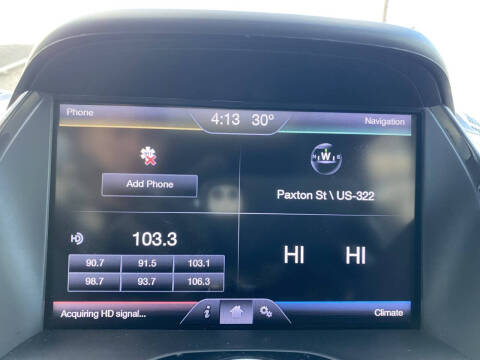 Phone
4:13 30°
Navigation
W
Add Phone
Paxton St \ US-322
HD 103.3
HI HI
90.7 91.5 103.1
98.7 93.7 106.3
Acquiring HD signal...
i
Climate